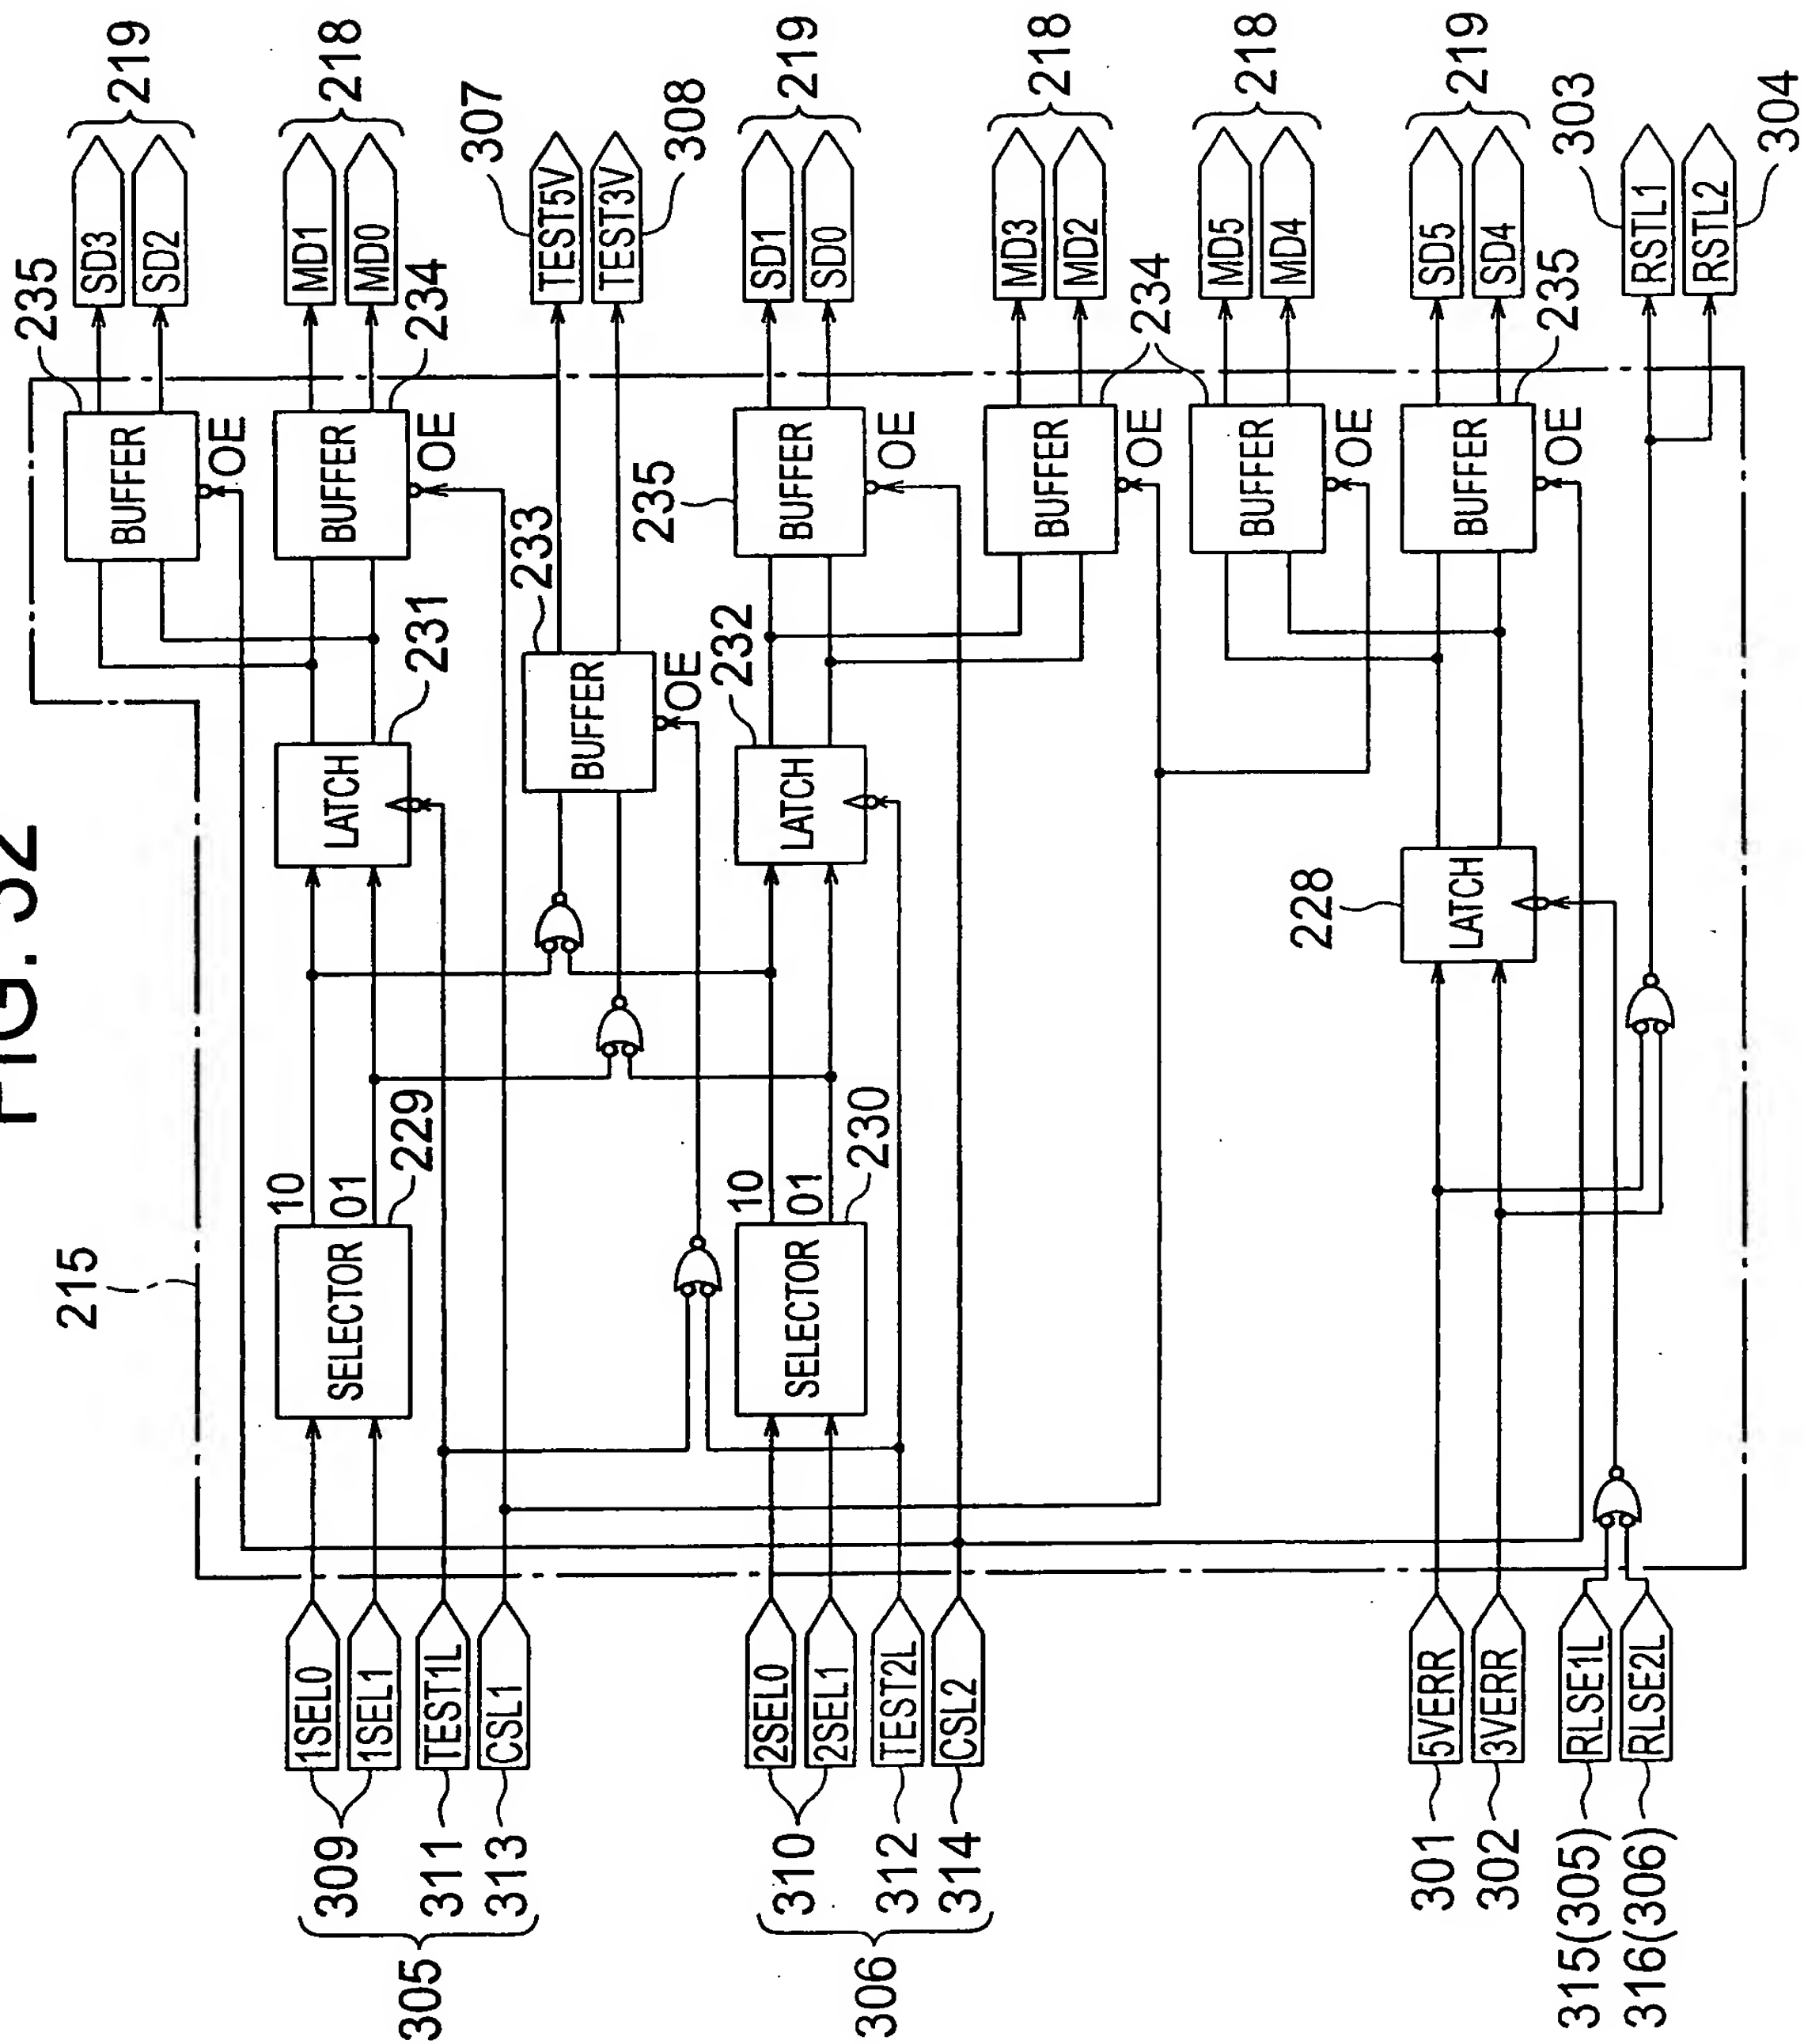 FIG. 32
215
305
309
1SEL0
1SEL1
311
TEST1L
313
CSL1
306
310
2SEL0
2SEL1
312
TEST2L
314
CSL2
301
5VERR
302
3VERR
315(305)
RLSE1L
316(306)
RLSE2L
SELECTOR
10
01
229
SELECTOR
10
01
230
LATCH
231
LATCH
232
LATCH
228
BUFFER
OE
233
BUFFER
OE
235
BUFFER
OE
234
BUFFER
OE
235
BUFFER
OE
234
BUFFER
OE
BUFFER
OE
235
SD3
SD2
219
MD1
MD0
218
307
TEST5V
TEST3V
308
SD1
SD0
219
MD3
MD2
218
MD5
MD4
218
SD5
SD4
219
303
RSTL1
RSTL2
304